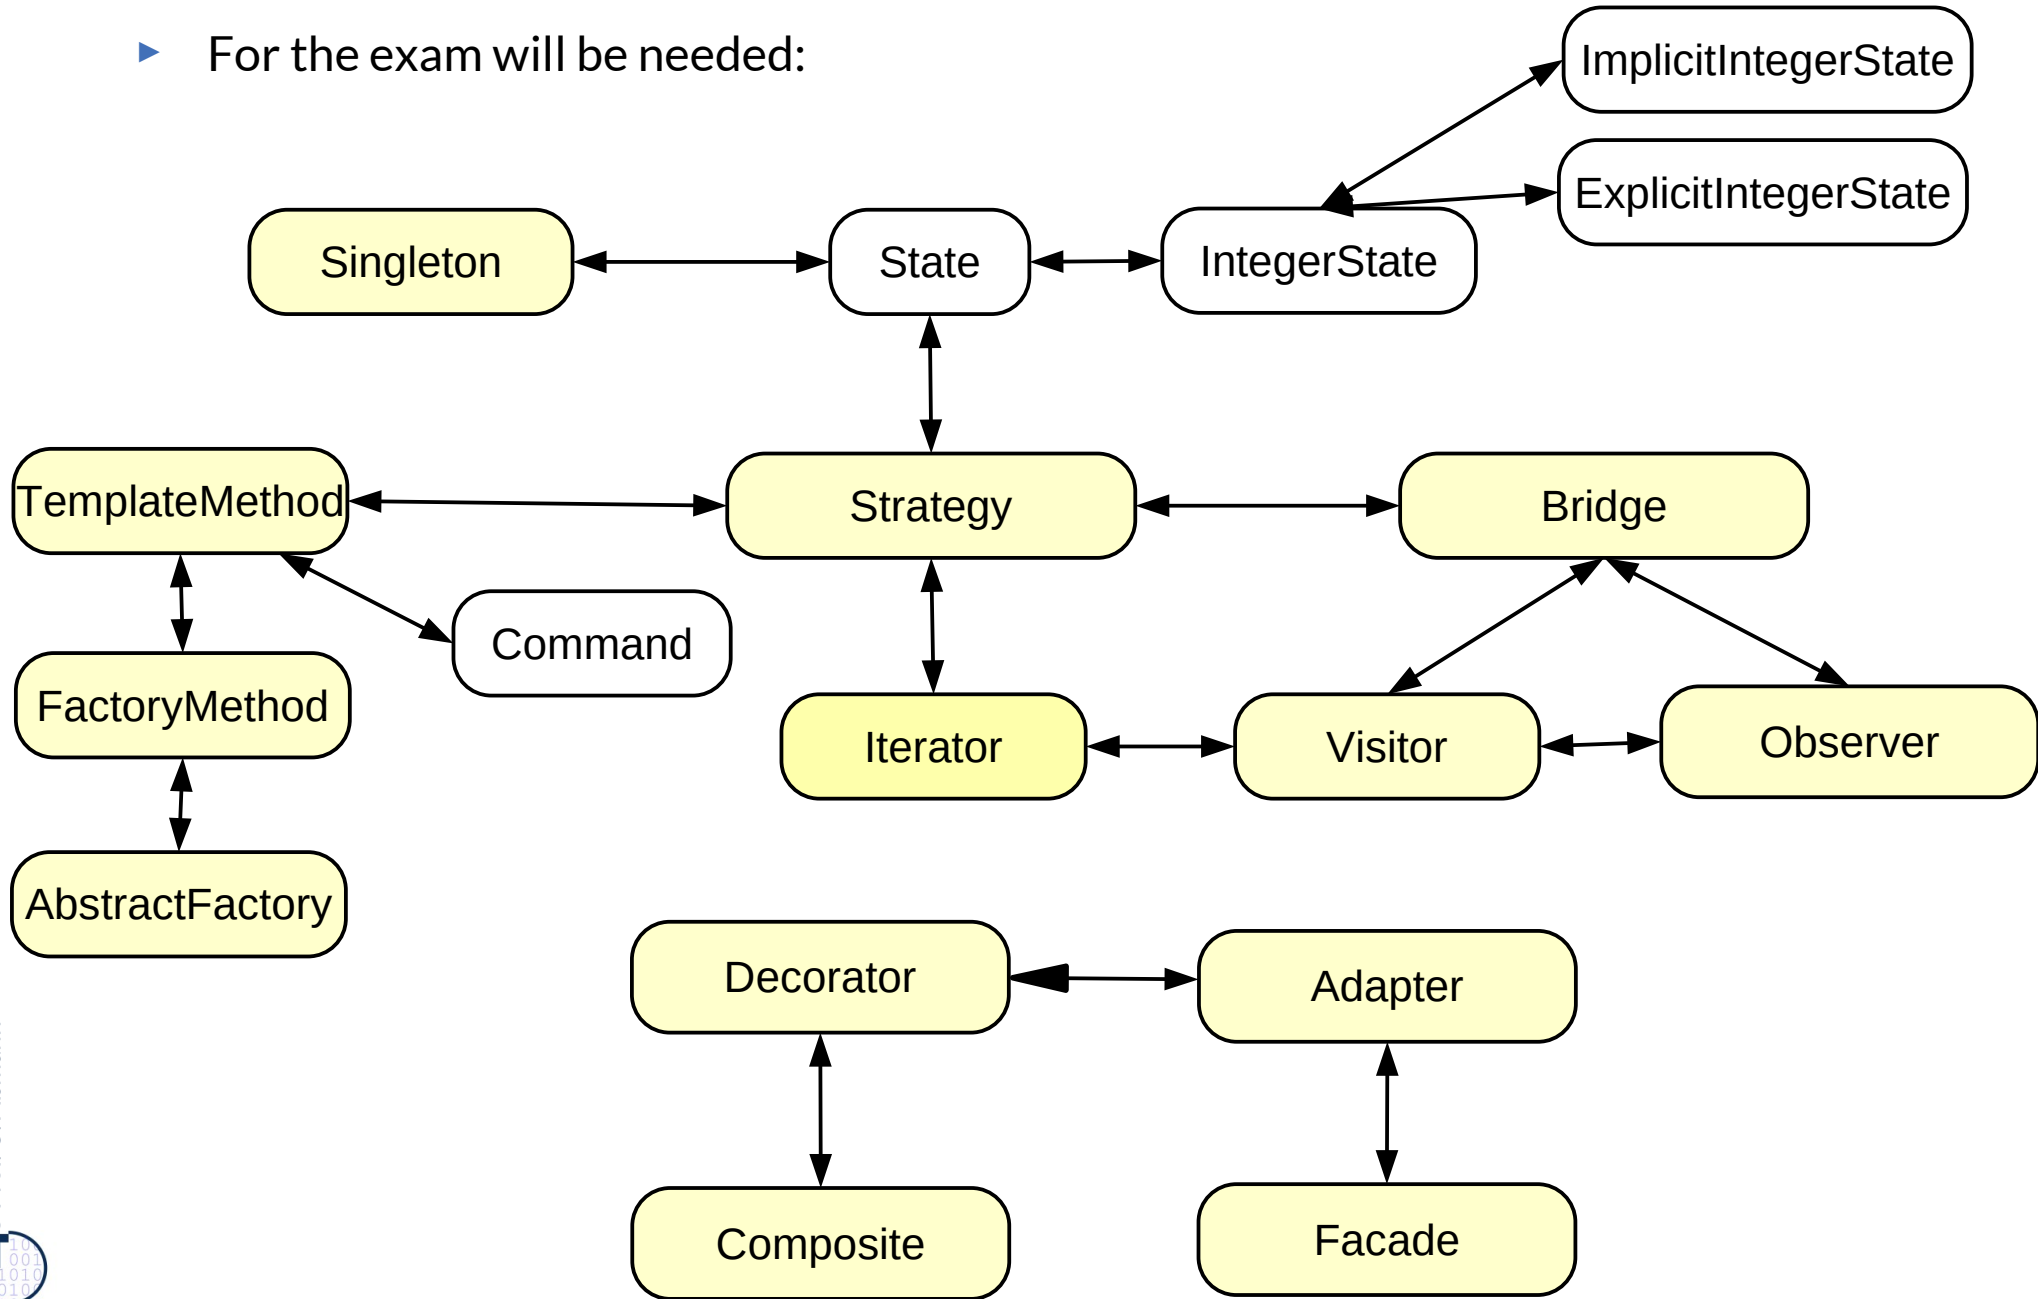 For the exam will be needed:
ImplicitIntegerState
ExplicitIntegerState
Singleton
State
IntegerState
TemplateMethod
Strategy
Bridge
Command
FactoryMethod
Iterator
Visitor
Observer
AbstractFactory
Decorator
Adapter
Composite
Facade